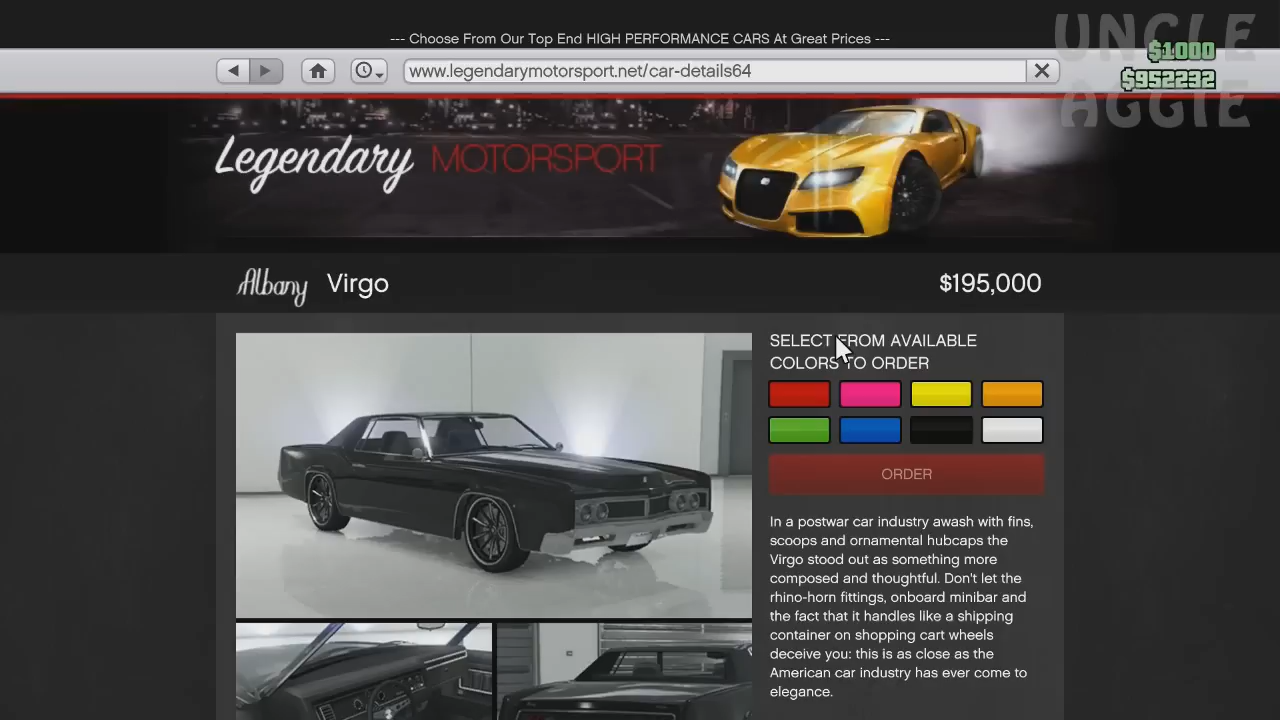 --- Choose From Our Top End HIGH PERFORMANCE CARS At Great Prices ---
UNCLE
AGGIE
$1000
$952232
www.legendarymotorsport.net/car-details64
Legendary MOTORSPORT
Albany Virgo
$195,000
SELECT FROM AVAILABLE
COLORS TO ORDER
ORDER
In a postwar car industry awash with fins,
scoops and ornamental hubcaps the
Virgo stood out as something more
composed and thoughtful. Don't let the
rhino-horn fittings, onboard minibar and
the fact that it handles like a shipping
container on shopping cart wheels
deceive you: this is as close as the
American car industry has ever come to
elegance.